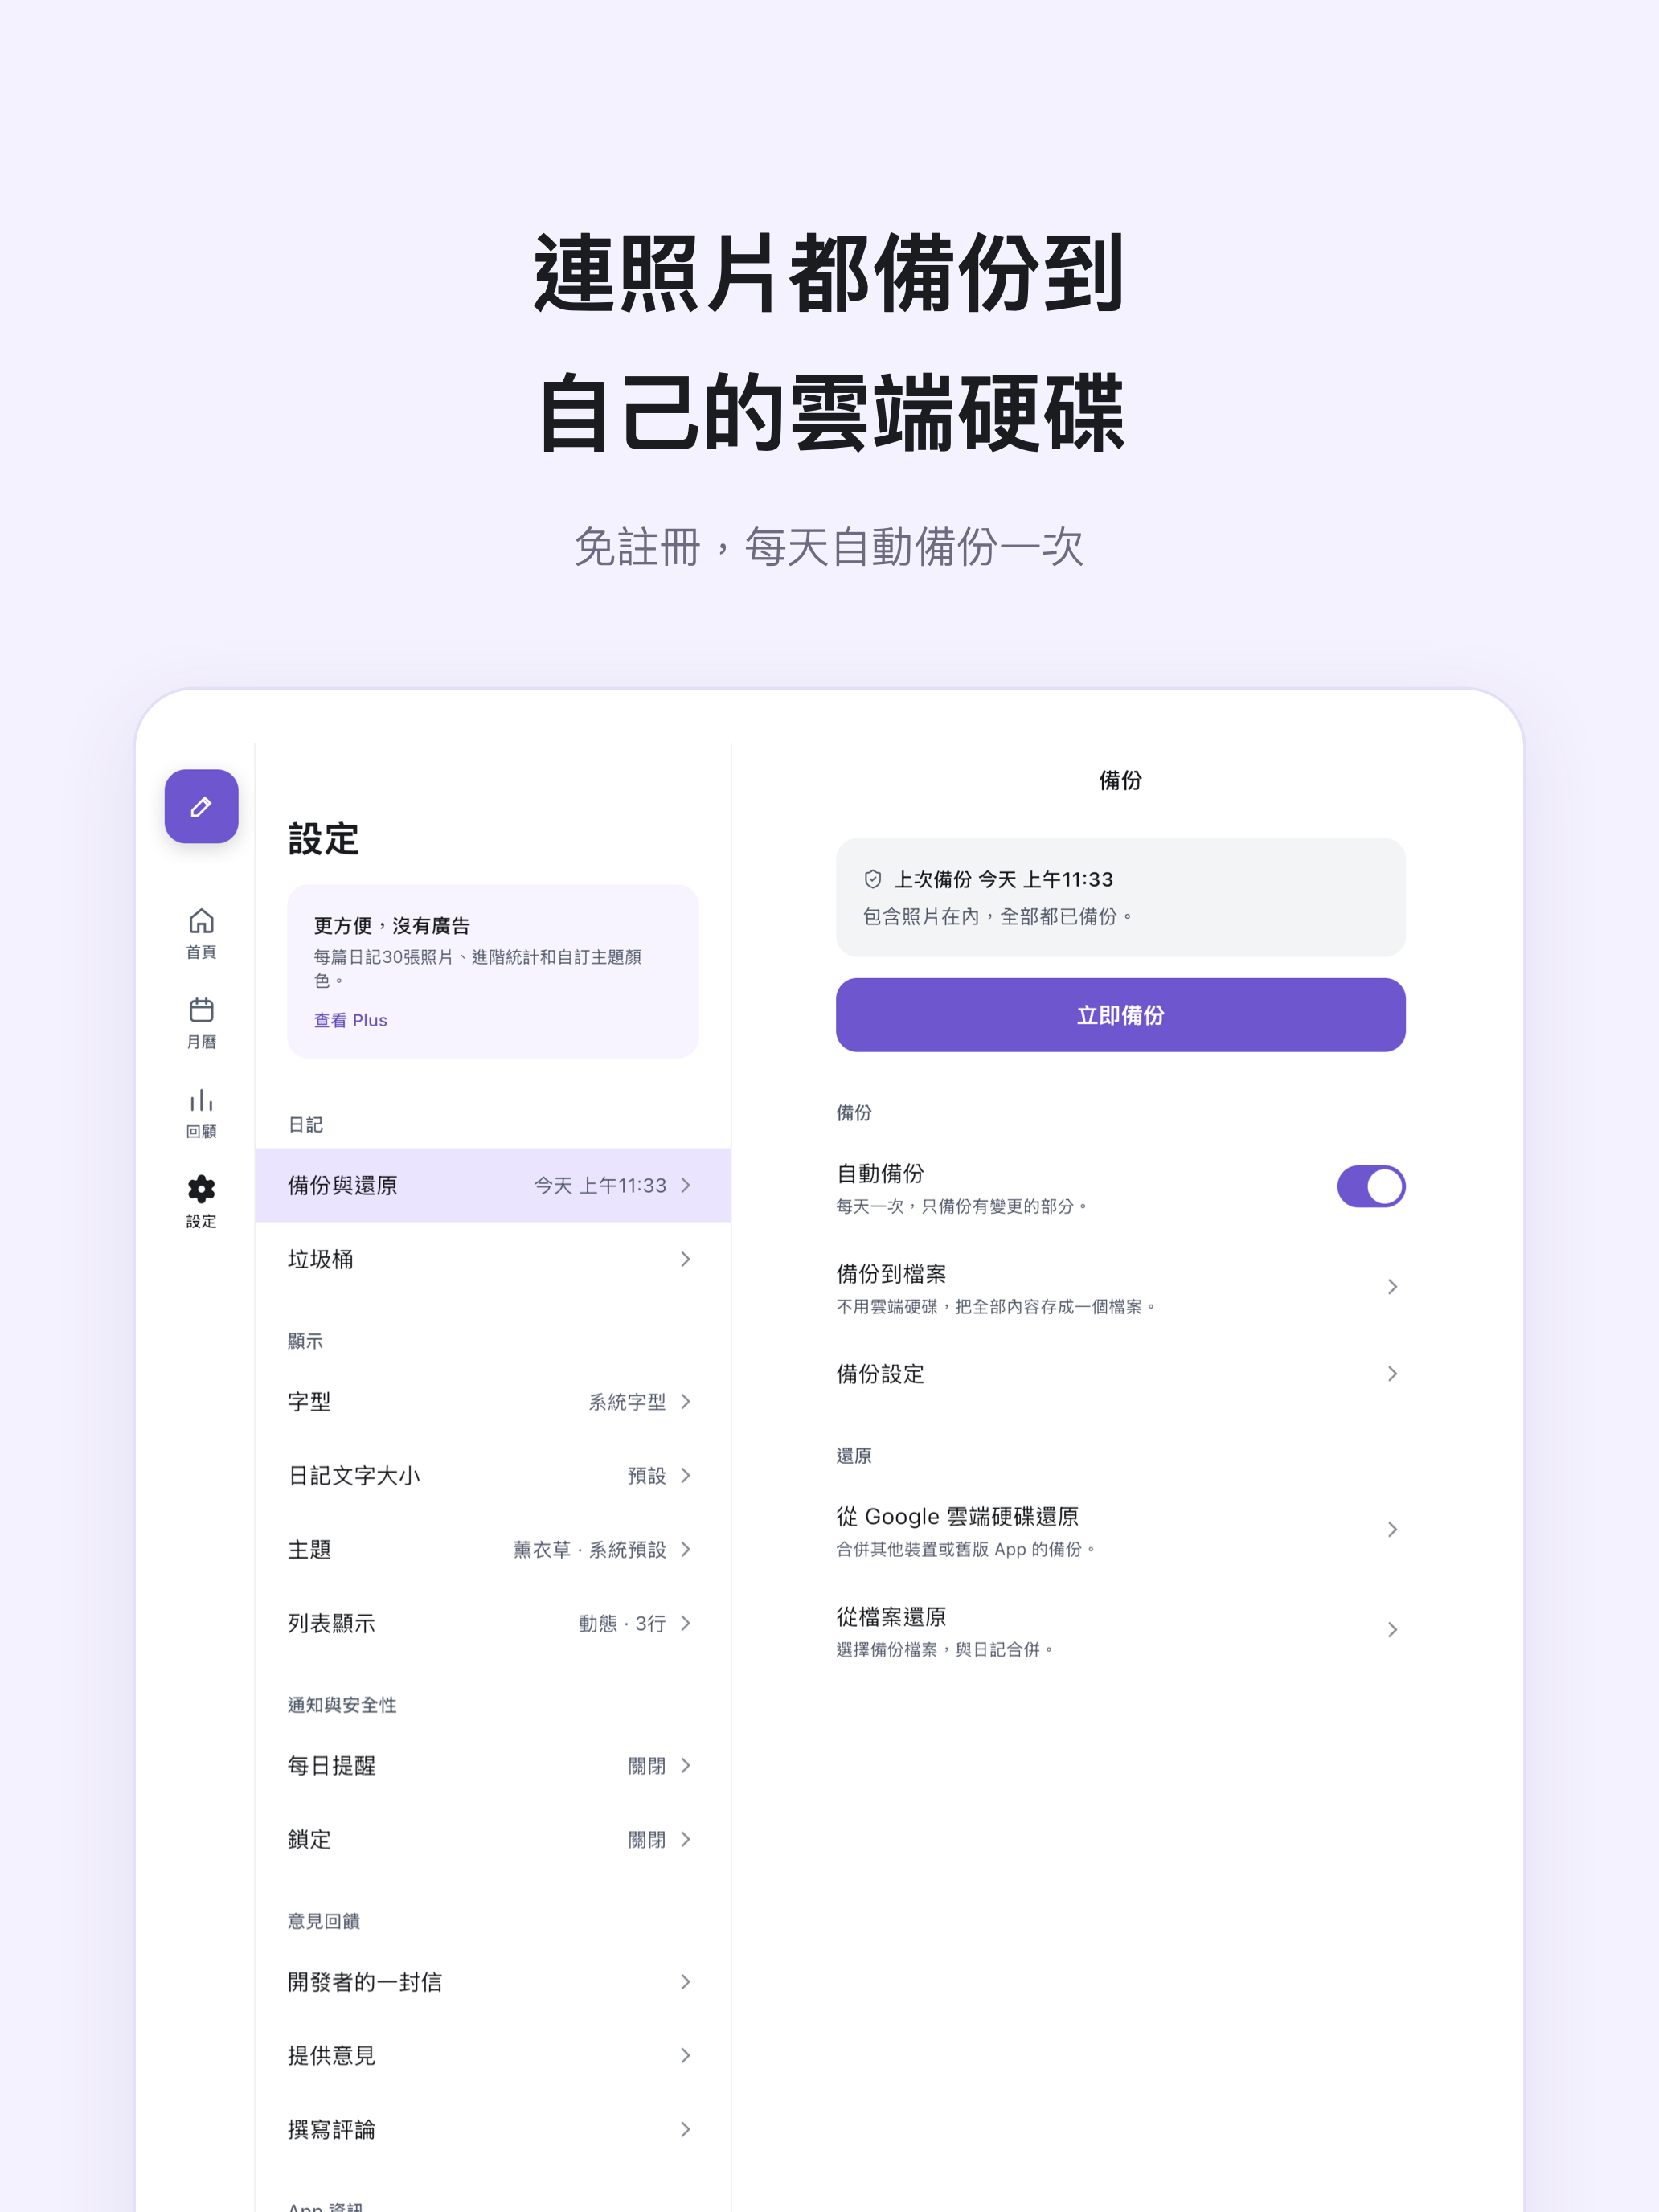 連照片都備份到
自己的雲端硬碟
免註冊，每天自動備份一次
首頁
月曆
回顧
設定
設定
更方便，沒有廣告
每篇日記30張照片、進階統計和自訂主題顏
色。
查看 Plus
日記
備份與還原 今天 上午11:33
垃圾桶
顯示
字型 系統字型
日記文字大小 預設
主題 薰衣草 · 系統預設
列表顯示 動態 · 3行
通知與安全性
每日提醒 關閉
鎖定 關閉
意見回饋
開發者的一封信
提供意見
撰寫評論
App 資訊
備份
上次備份 今天 上午11:33
包含照片在內，全部都已備份。
立即備份
備份
自動備份
每天一次，只備份有變更的部分。
備份到檔案
不用雲端硬碟，把全部內容存成一個檔案。
備份設定
還原
從 Google 雲端硬碟還原
合併其他裝置或舊版 App 的備份。
從檔案還原
選擇備份檔案，與日記合併。